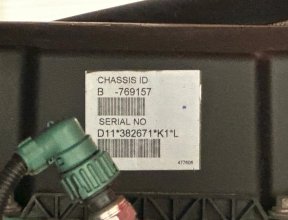 CHASSIS ID
B -769157
SERIAL NO
D11*382671*K1*L
477608